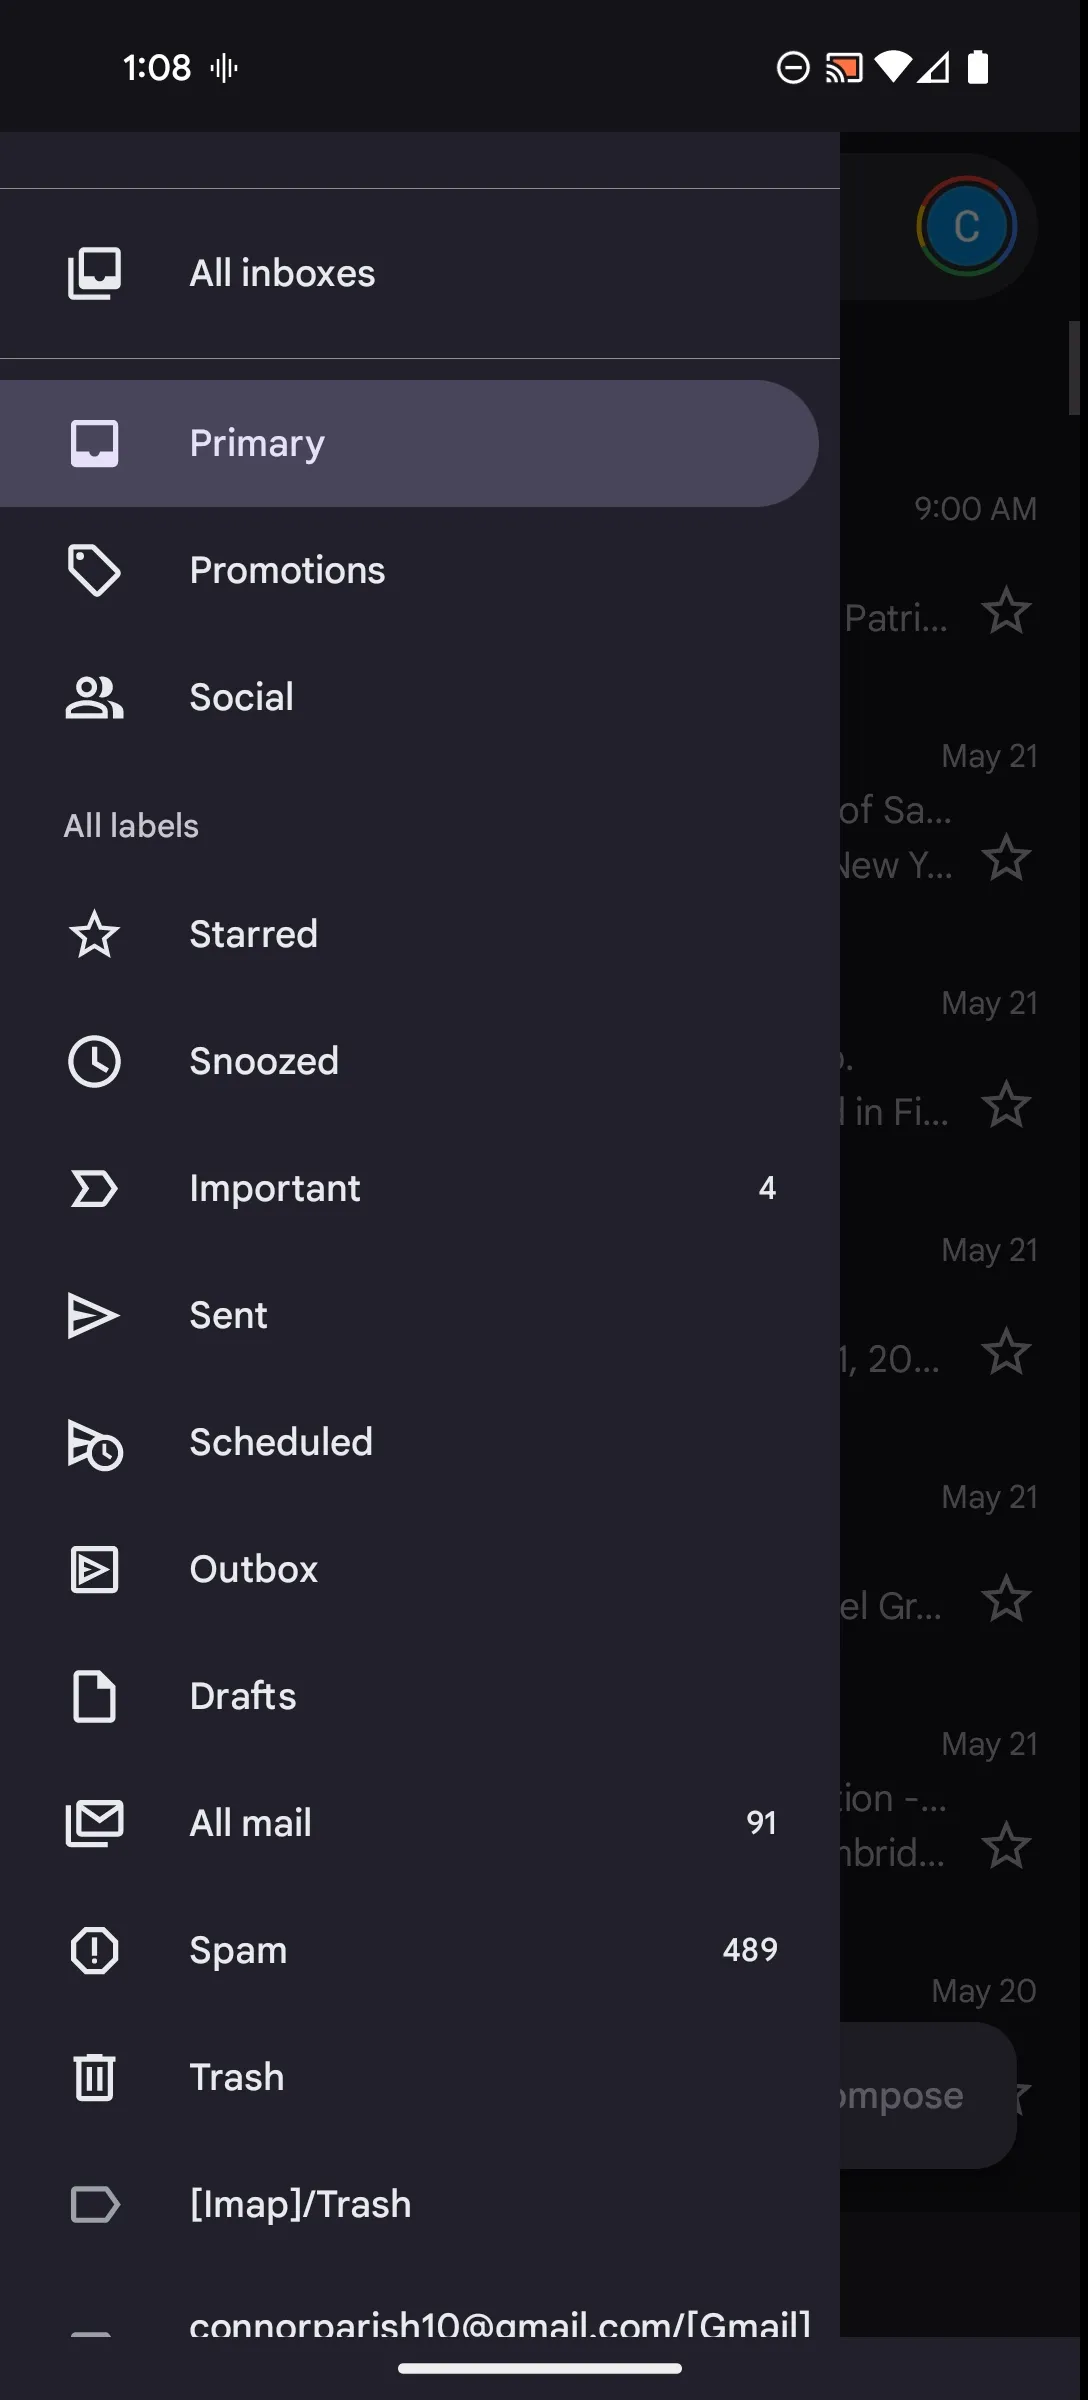 1:08
C
All inboxes
Primary
9:00 AM
Promotions
Patri...
Social
May 21
of Sa...
All labels
New Y...
Starred
May 21
Snoozed
in Fi...
Important 4
May 21
Sent
1, 20...
Scheduled
May 21
Outbox
el Gr...
Drafts
May 21
tion -...
All mail 91
mbrid...
Spam 489
May 20
Trash
ompose
[Imap]/Trash
connorparish10@gmail.com/[Gmail]